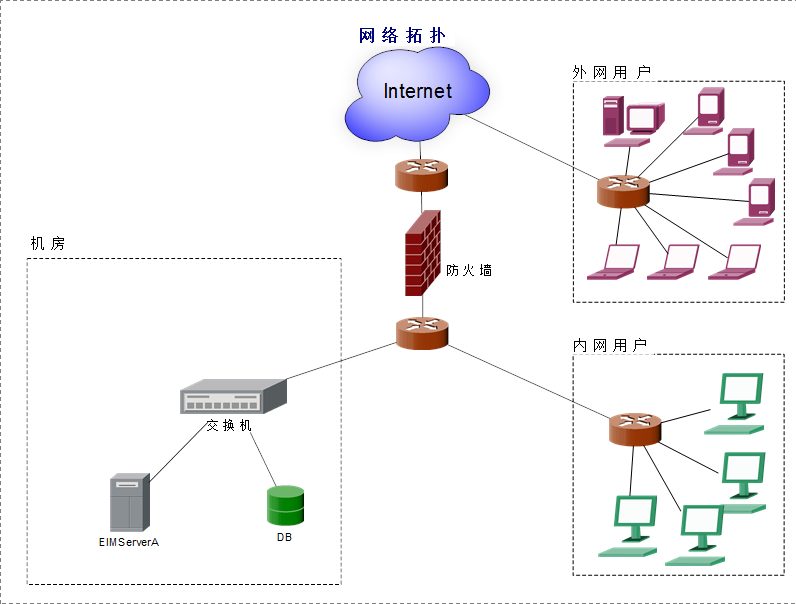 网络拓扑
Internet
外网用户
机房
防火墙
内网用户
交换机
EIMServerA
DB